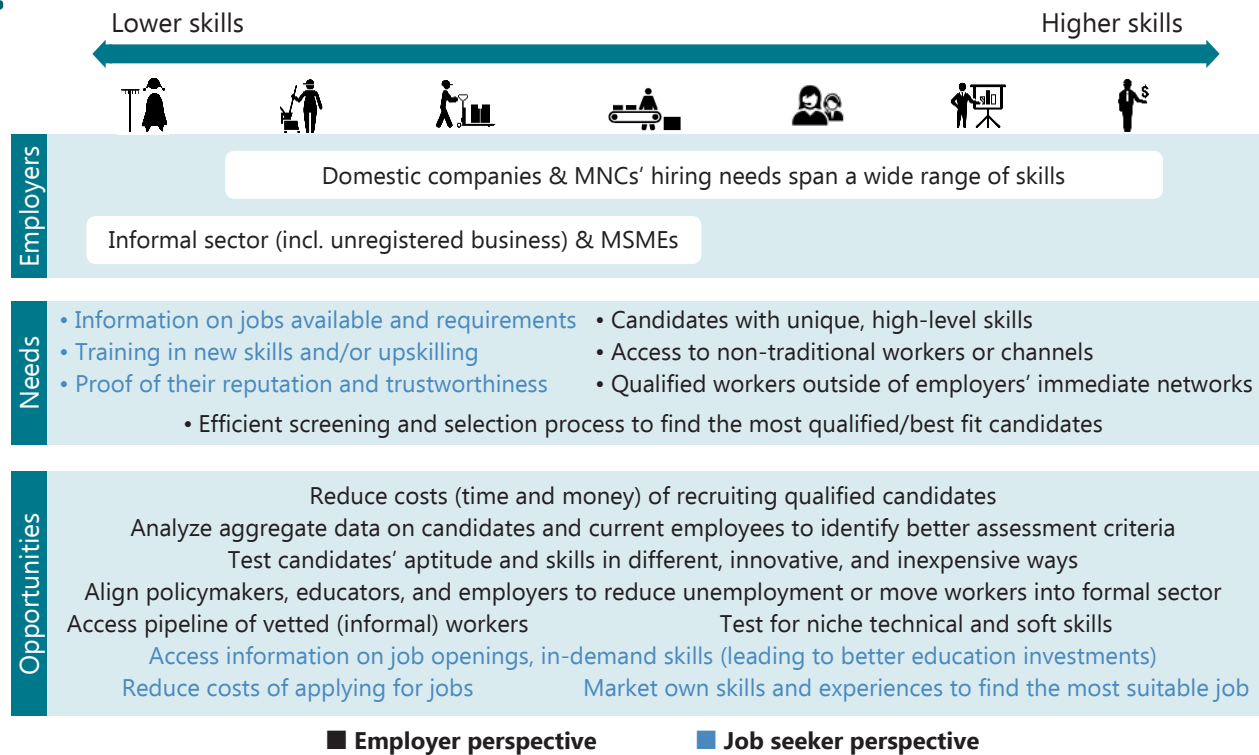 Lower skills
Higher skills
$
$
Employers
Domestic companies & MNCs' hiring needs span a wide range of skills
Informal sector (incl. unregistered business) & MSMEs
Needs
• Information on jobs available and requirements
• Training in new skills and/or upskilling
• Proof of their reputation and trustworthiness
• Candidates with unique, high-level skills
• Access to non-traditional workers or channels
• Qualified workers outside of employers' immediate networks
• Efficient screening and selection process to find the most qualified/best fit candidates
Opportunities
Reduce costs (time and money) of recruiting qualified candidates
Analyze aggregate data on candidates and current employees to identify better assessment criteria
Test candidates' aptitude and skills in different, innovative, and inexpensive ways
Align policymakers, educators, and employers to reduce unemployment or move workers into formal sector
Access pipeline of vetted (informal) workers
Test for niche technical and soft skills
Access information on job openings, in-demand skills (leading to better education investments)
Reduce costs of applying for jobs
Market own skills and experiences to find the most suitable job
Employer perspective
Job seeker perspective